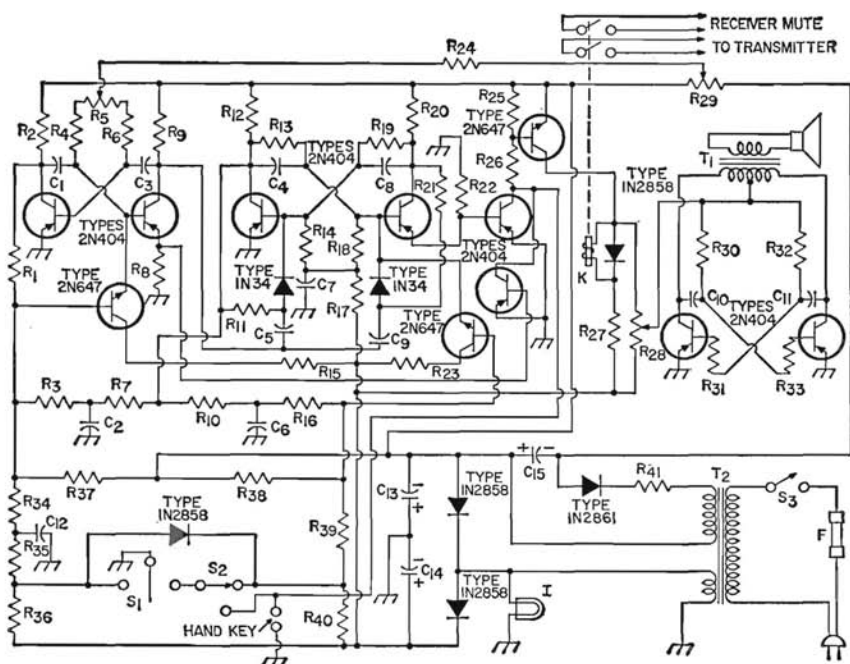 RECEIVER MUTE
TO TRANSMITTER
R24
R29
R2
R4
R5
R6
R9
R12
R13
TYPES
2N404
R19
R20
R25
TYPE
2N647
R26
C1
C3
C4
C8
R21
R22
T1
TYPES
2N404
R14
R18
TYPES
2N404
TYPE
1N2858
R30
R32
TYPE
2N647
R8
R1
TYPE
1N34
C7
TYPE
1N34
R17
K
C10
TYPES
2N404
C11
R11
C5
C9
TYPE
2N647
R27
R28
R15
R23
R31
R33
R3
R7
R10
R16
C2
C6
R37
R38
C15
R41
T2
R34
C12
TYPE
1N2858
C13
TYPE
1N2858
TYPE
1N2861
S3
R39
R35
F
S1
S2
C14
TYPE
1N2858
I
R36
HAND KEY
R40